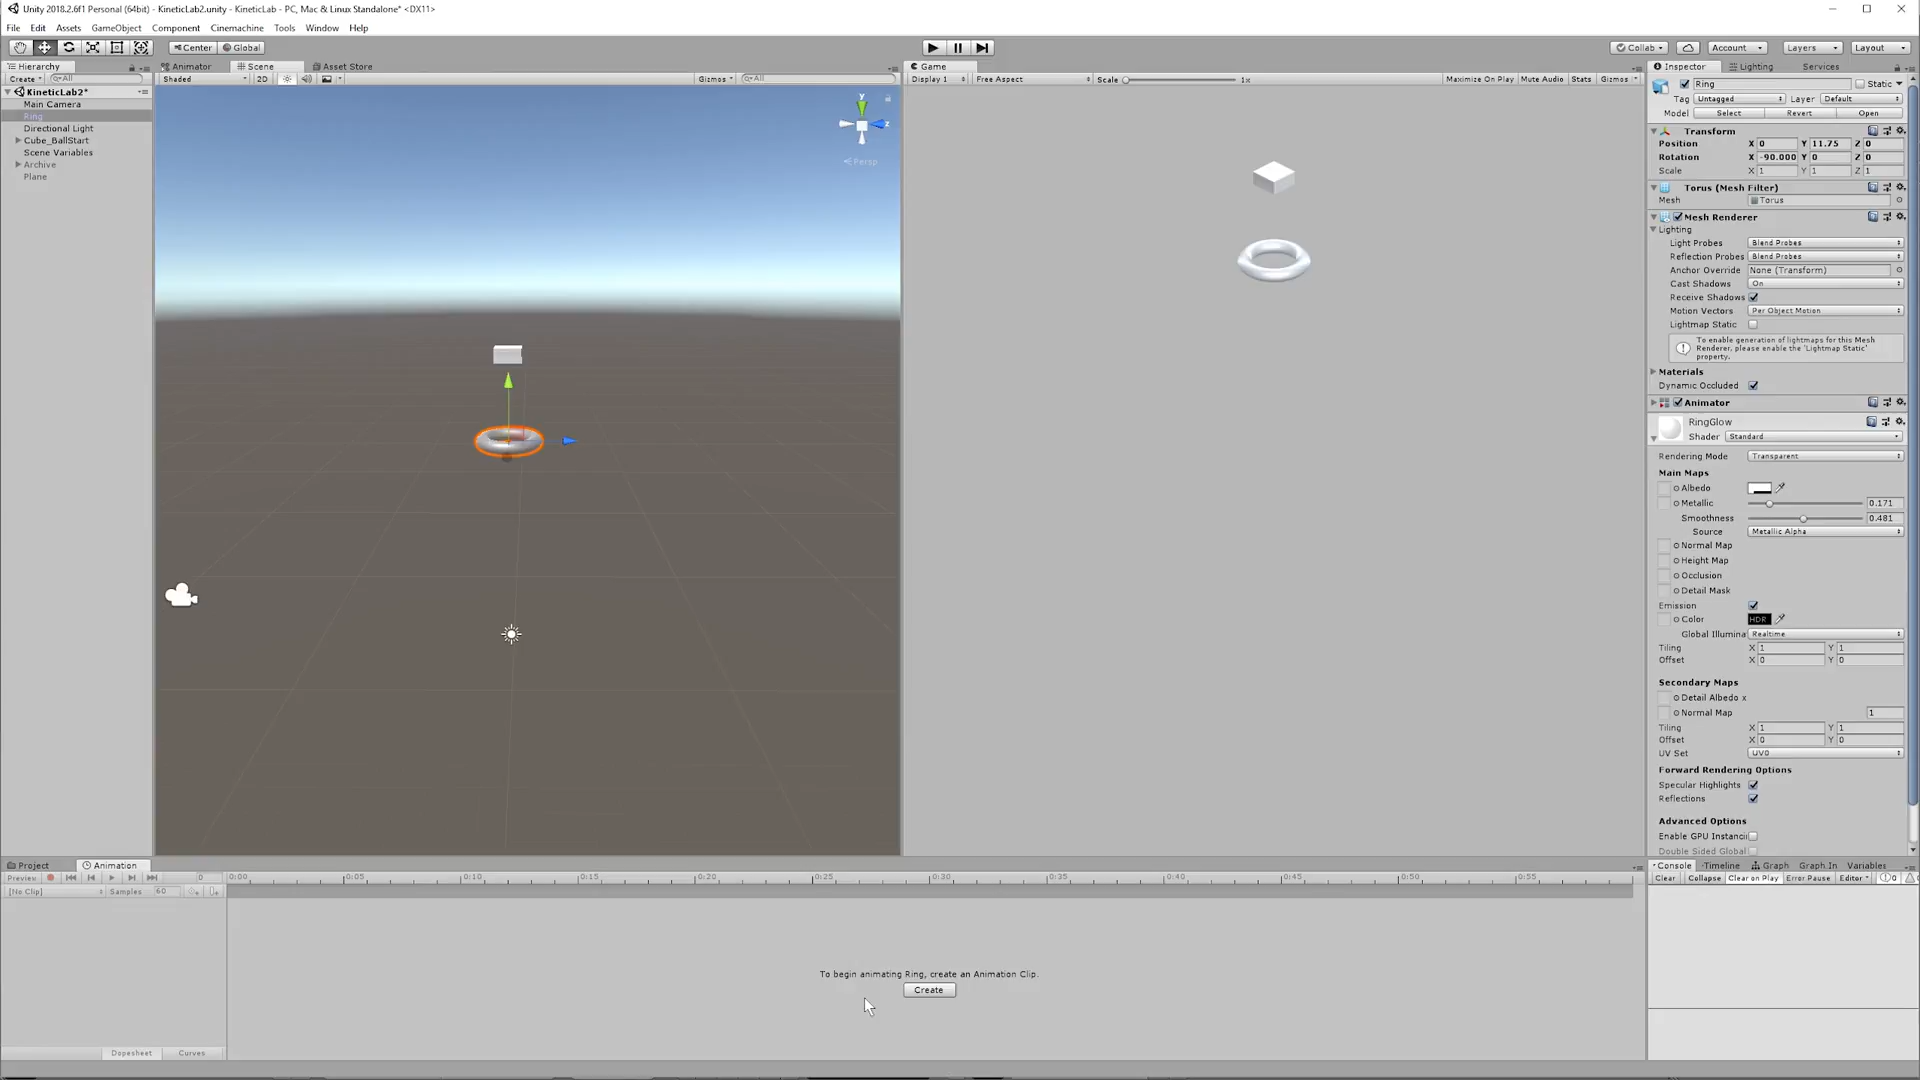 Unity 2018.2.6f1 Personal (64bit) - KineticLab2.unity - KineticLab - PC, Mac & Linux Standalone* <DX11>
File Edit Assets GameObject Component Cinemachine Tools Window Help
Center Global
Collab Account Layers Layout
Hierarchy
Create All
KineticLab2*
Main Camera
Ring
Directional Light
Cube_BallStart
Scene Variables
Archive
Plane
Animator Scene Asset Store
Shaded 2D Gizmos All
y
z
Persp
Game
Display 1 Free Aspect Scale 1x Maximize On Play Mute Audio Stats Gizmos
Inspector Lighting Services
Ring Static
Tag Untagged Layer Default
Model Select Revert Open
Transform
Position X 0 Y 11.75 Z 0
Rotation X -90.000 Y 0 Z 0
Scale X 1 Y 1 Z 1
Torus (Mesh Filter)
Mesh Torus
Mesh Renderer
Lighting
Light Probes Blend Probes
Reflection Probes Blend Probes
Anchor Override None (Transform)
Cast Shadows On
Receive Shadows
Motion Vectors Per Object Motion
Lightmap Static
To enable generation of lightmaps for this Mesh
Renderer, please enable the 'Lightmap Static'
property.
Materials
Dynamic Occluded
Animator
RingGlow
Shader Standard
Rendering Mode Transparent
Main Maps
Albedo
Metallic 0.171
Smoothness 0.481
Source Metallic Alpha
Normal Map
Height Map
Occlusion
Detail Mask
Emission
Color HDR
Global Illumina Realtime
Tiling X 1 Y 1
Offset X 0 Y 0
Secondary Maps
Detail Albedo x
Normal Map 1
Tiling X 1 Y 1
Offset X 0 Y 0
UV Set UV0
Forward Rendering Options
Specular Highlights
Reflections
Advanced Options
Enable GPU Instanci
Double Sided Global
Project Animation
Preview 0 0:00 0:05 0:10 0:15 0:20 0:25 0:30 0:35 0:40 0:45 0:50 0:55
[No Clip] Samples 60
To begin animating Ring, create an Animation Clip.
Create
Dopesheet Curves
Console Timeline Graph Graph In Variables
Clear Collapse Clear on Play Error Pause Editor 0